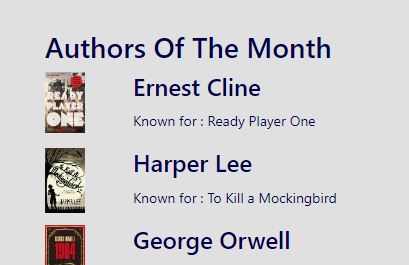 Authors Of The Month
READY
PLAYER
ONE
Ernest Cline
Known for : Ready Player One
To Kill a
Mockingbird
HARPER LEE
Harper Lee
Known for : To Kill a Mockingbird
GEORGE ORWELL
1984
George Orwell